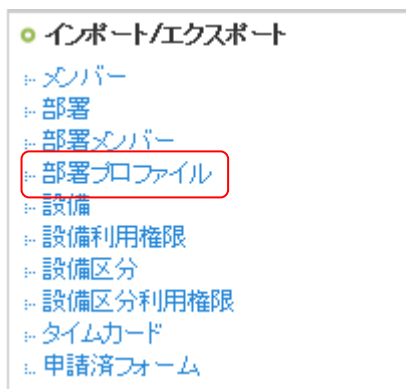 インポート/エクスポート
メンバー
部署
部署メンバー
部署プロファイル
設備
設備利用権限
設備区分
設備区分利用権限
タイムカード
申請済フォーム